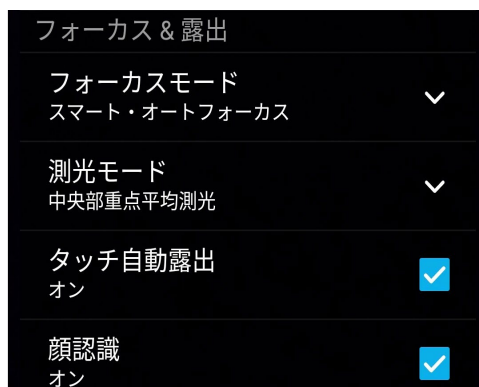 フォーカス & 露出
フォーカスモード
スマート・オートフォーカス
測光モード
中央部重点平均測光
タッチ自動露出
オン
顔認識
オン